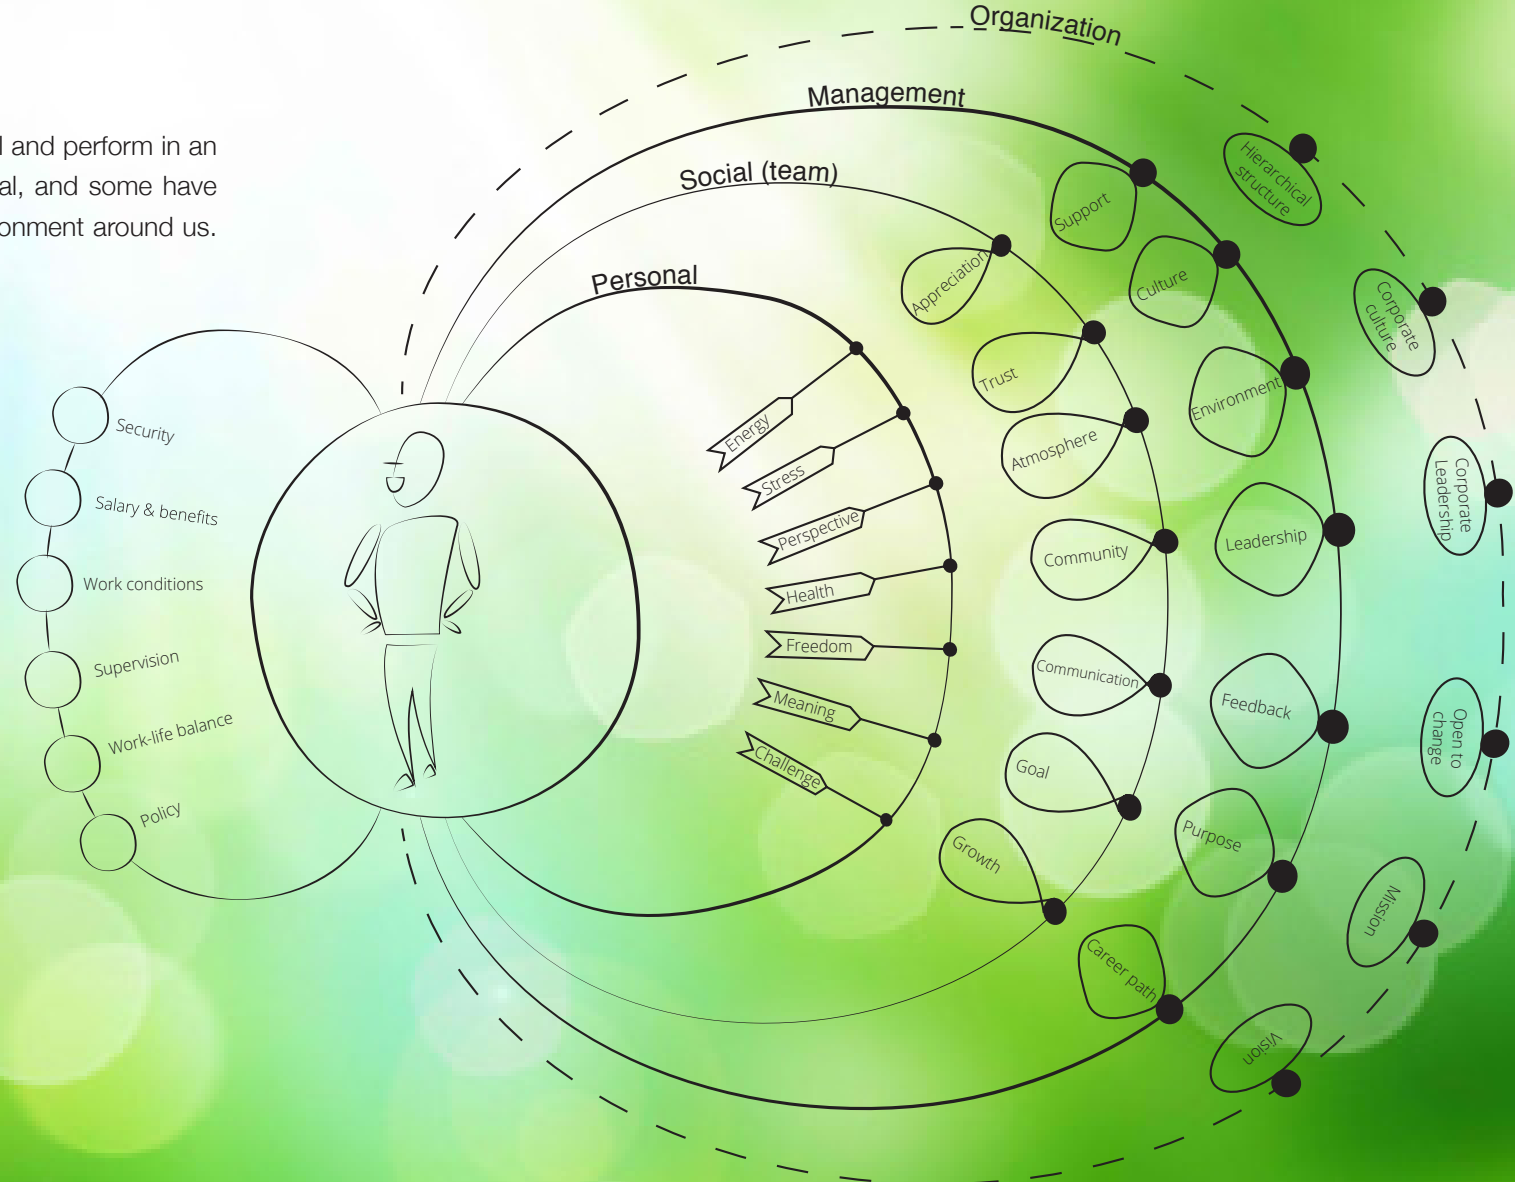 l and perform in an
al, and some have
onment around us.
Organization
Management
Social (team)
Personal
Security
Salary & benefits
Work conditions
Supervision
Work-life balance
Policy
Energy
Stress
Perspective
Health
Freedom
Meaning
Challenge
Appreciation
Trust
Atmosphere
Community
Communication
Goal
Growth
Support
Culture
Environment
Leadership
Feedback
Purpose
Career path
Hierarchical
structure
Corporate
culture
Corporate
Leadership
Open to
change
Mission
Vision